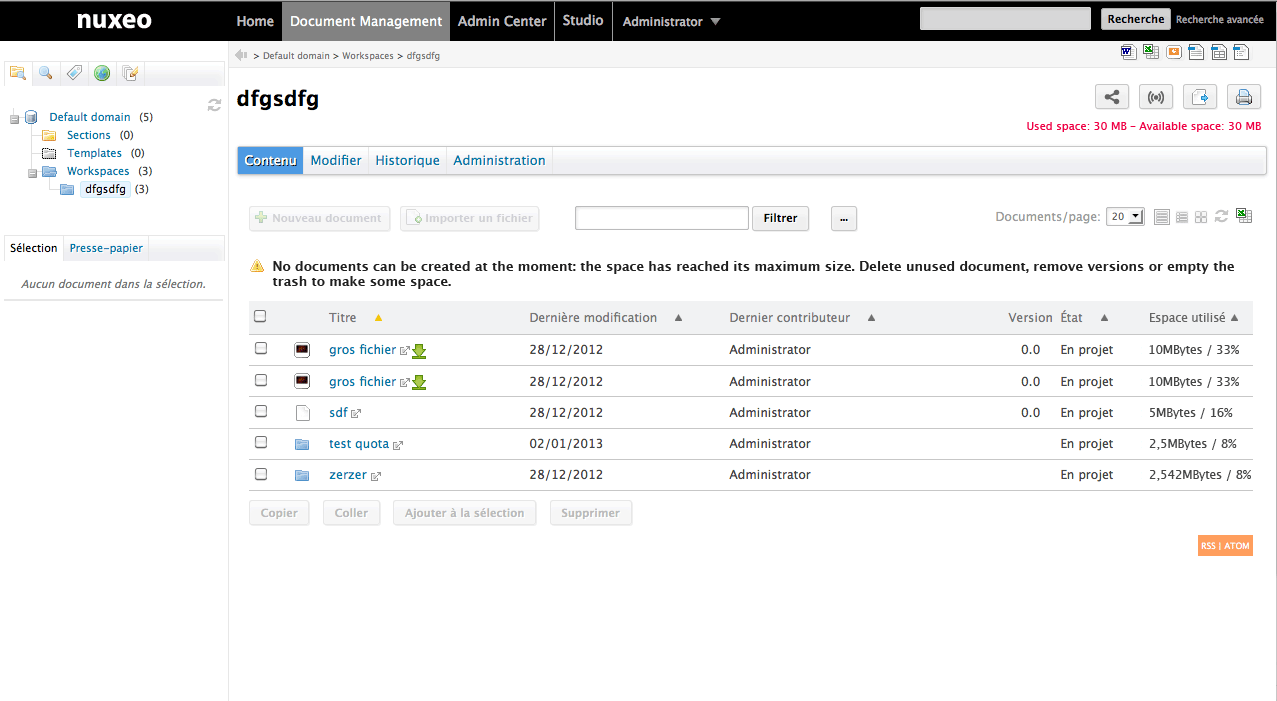 nuxeo Home Document Management Admin Center Studio Administrator Recherche Recherche avancée
> Default domain > Workspaces > dfgsdfg
dfgsdfg
Used space: 30 MB - Available space: 30 MB
Default domain (5)
Sections (0)
Templates (0)
Workspaces (3)
dfgsdfg (3)
Sélection Presse-papier
Aucun document dans la sélection.
Contenu Modifier Historique Administration
Nouveau document Importer un fichier Filtrer ... Documents/page: 20
No documents can be created at the moment: the space has reached its maximum size. Delete unused document, remove versions or empty the
trash to make some space.
Titre Dernière modification Dernier contributeur Version État Espace utilisé
gros fichier 28/12/2012 Administrator 0.0 En projet 10MBytes / 33%
gros fichier 28/12/2012 Administrator 0.0 En projet 10MBytes / 33%
sdf 28/12/2012 Administrator 0.0 En projet 5MBytes / 16%
test quota 02/01/2013 Administrator En projet 2,5MBytes / 8%
zerzer 28/12/2012 Administrator En projet 2,542MBytes / 8%
Copier Coller Ajouter à la sélection Supprimer
RSS | ATOM